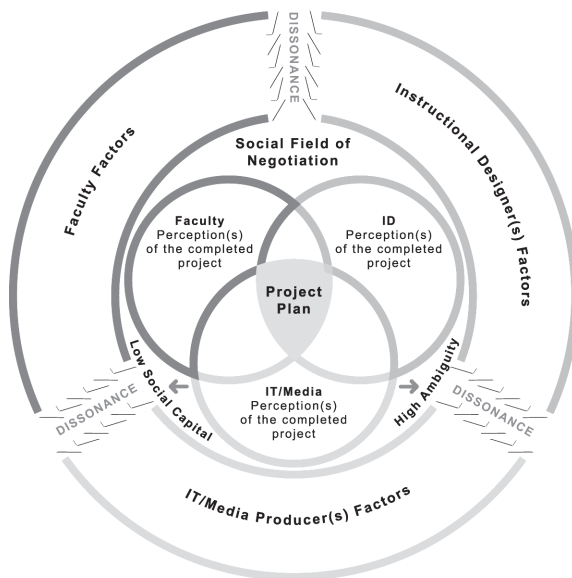 DISSONANCE
Faculty Factors
Instructional Designer(s) Factors
Social Field of
Negotiation
Faculty
Perception(s)
of the completed
project
ID
Perception(s)
of the completed
project
Project
Plan
Low Social Capital
High Ambiguity
IT/Media
Perception(s)
of the completed
project
DISSONANCE
DISSONANCE
IT/Media Producer(s) Factors